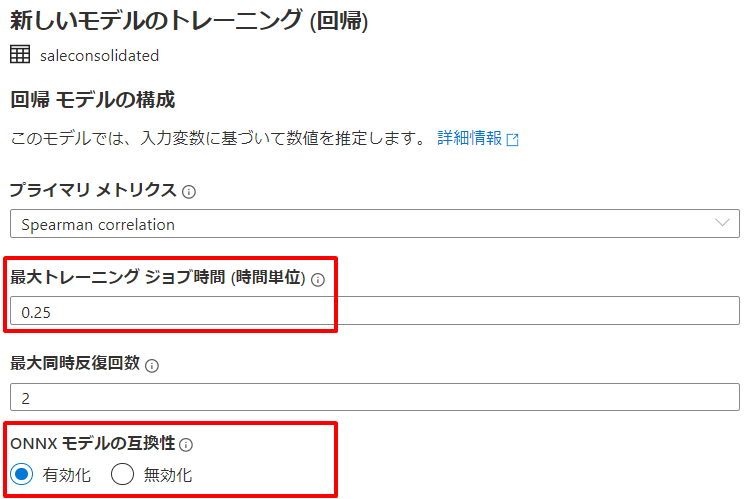 新しいモデルのトレーニング (回帰)
saleconsolidated
回帰 モデルの構成
このモデルでは、入力変数に基づいて数値を推定します。 詳細情報
プライマリ メトリクス
Spearman correlation
最大トレーニング ジョブ時間 (時間単位)
0.25
最大同時反復回数
2
ONNX モデルの互換性
有効化 無効化